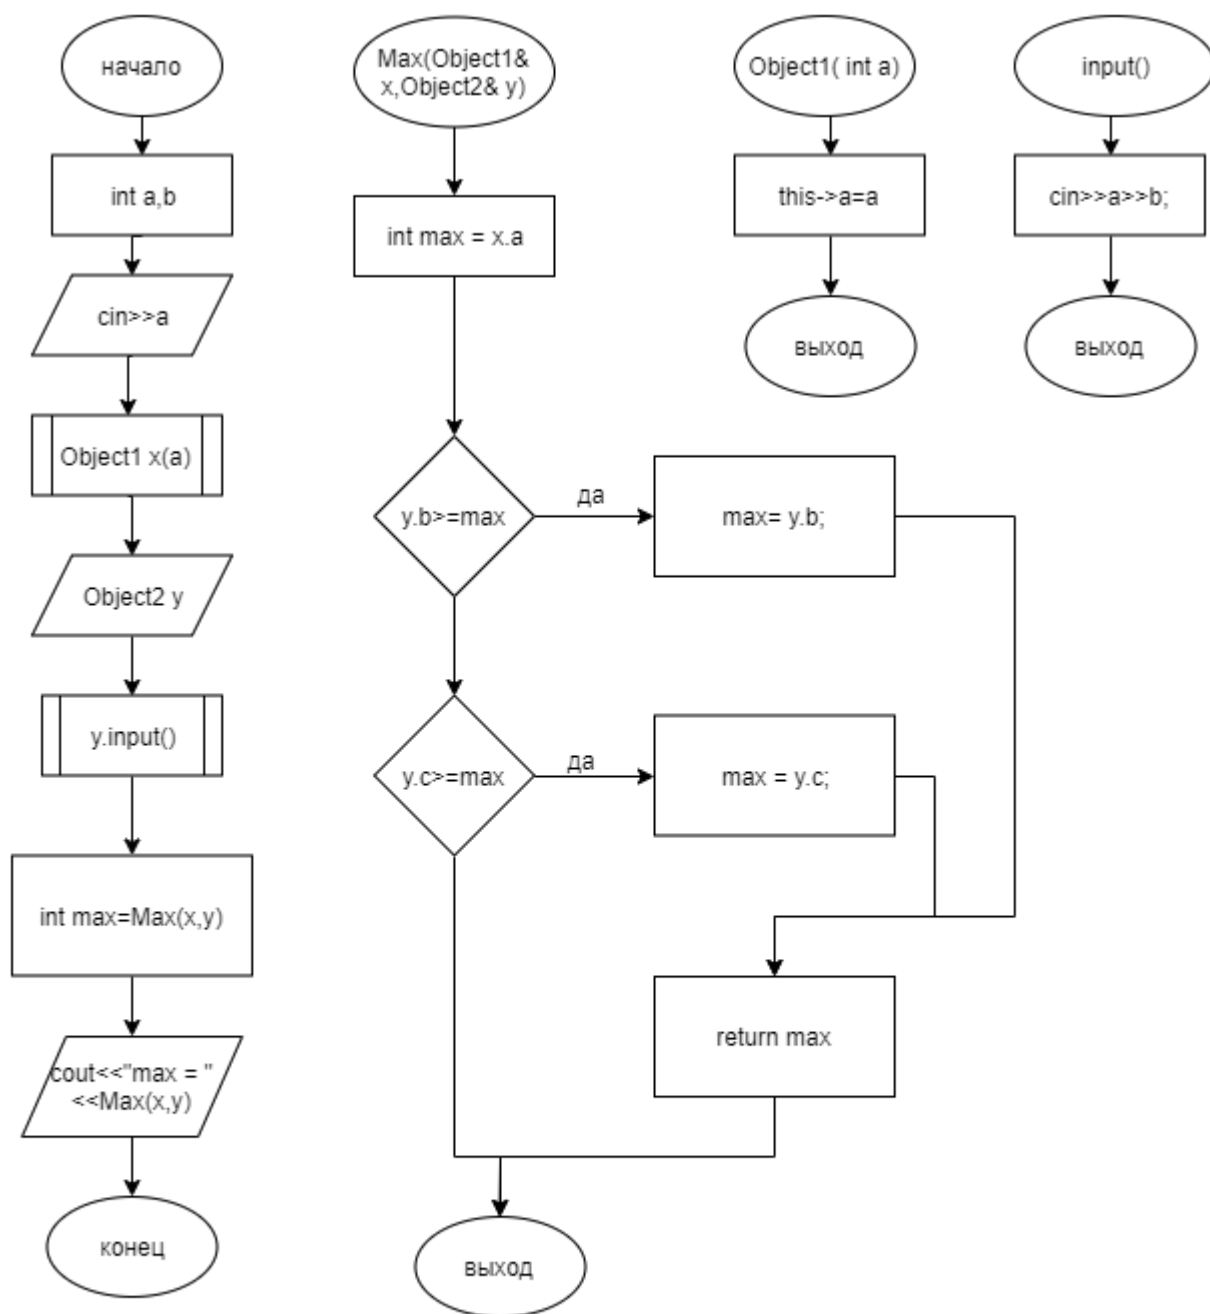 начало
int a,b
cin>>a
Object1 x(a)
Object2 y
y.input()
int max=Max(x,y)
cout<<"max = "
<<Max(x,y)
конец
Max(Object1&
x,Object2& y)
int max = x.a
y.b>=max
да
max= y.b;
y.c>=max
да
max = y.c;
return max
выход
Object1( int a)
this->a=a
выход
input()
cin>>a>>b;
выход